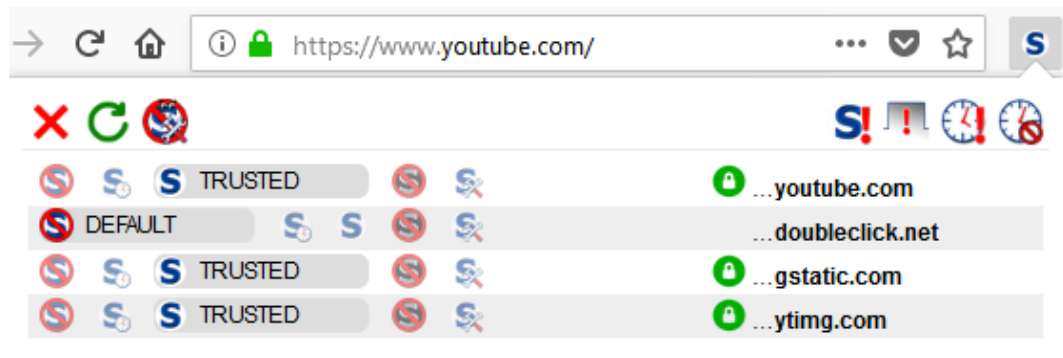 https://www.youtube.com/
TRUSTED …youtube.com
DEFAULT …doubleclick.net
TRUSTED …gstatic.com
TRUSTED …ytimg.com